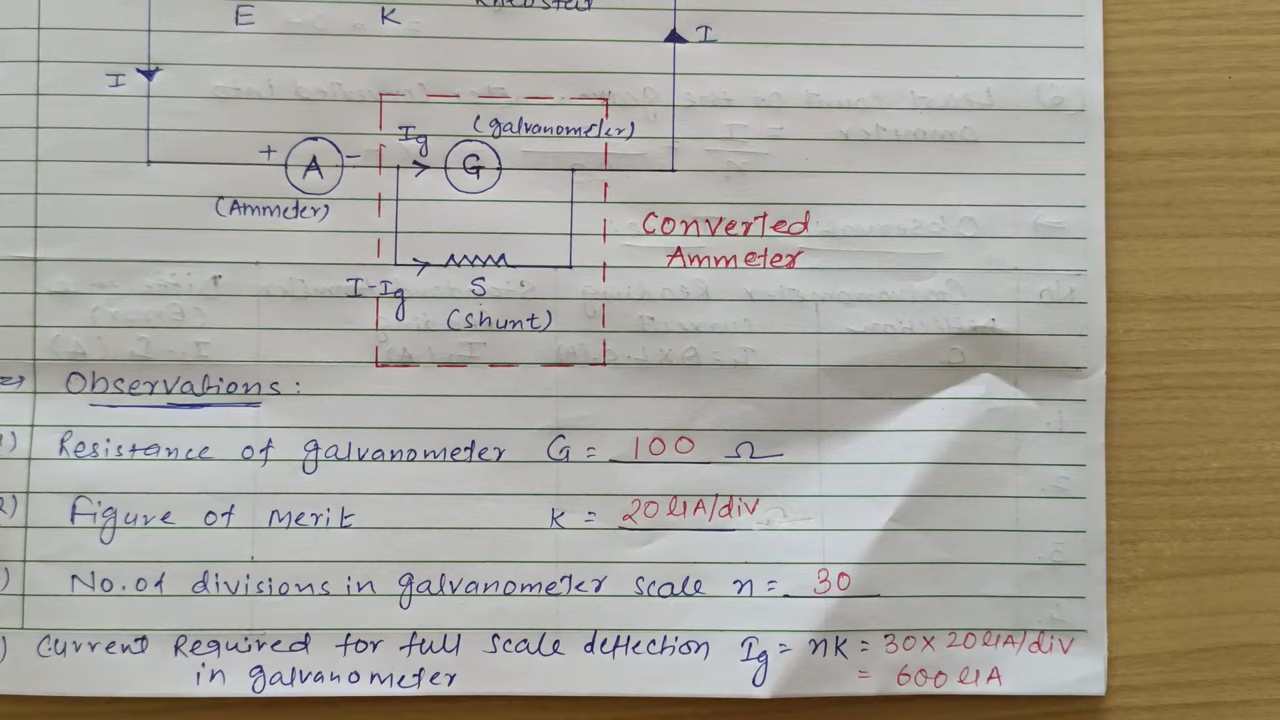 E K Rheostat
I
I
(galvanometer)
Ig
+ A - G
(Ammeter)
Converted
Ammeter
I-Ig S
(shunt)
⇒ Observations:
1) Resistance of galvanometer G = 100 Ω
2) Figure of merit K = 20 μA/div
) No. of divisions in galvanometer scale n = 30
) Current Required for full scale deflection Ig = nK = 30 x 20 μA/div
in galvanometer = 600 μA